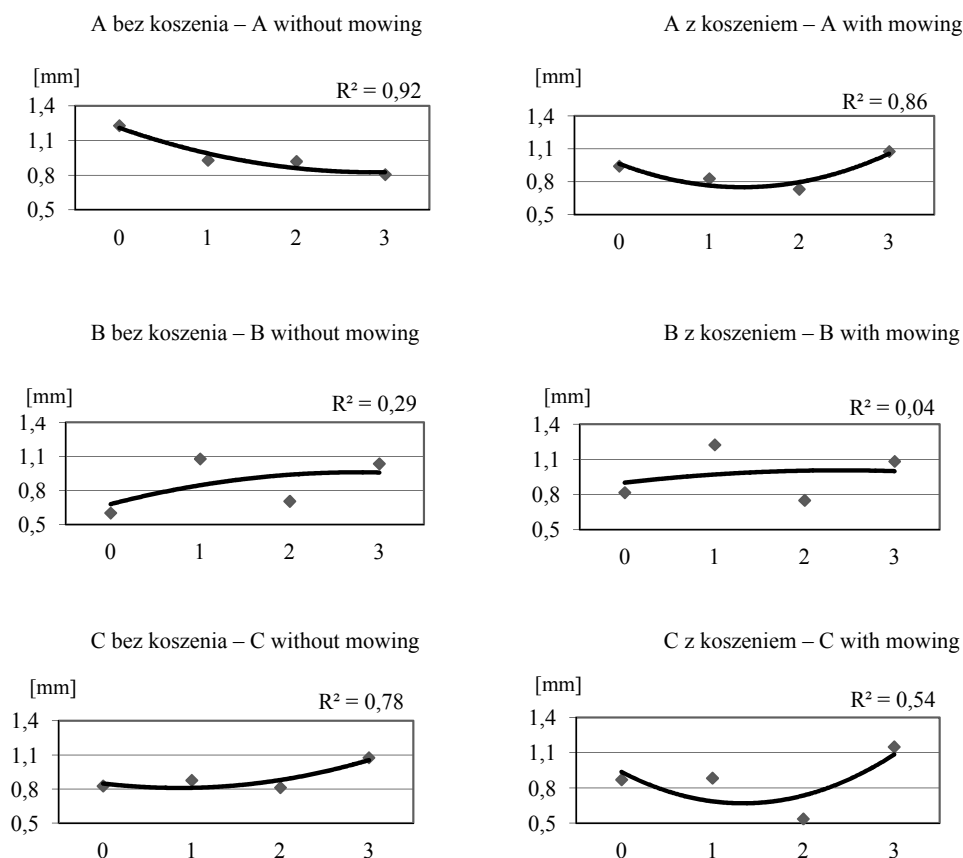 A bez koszenia – A without mowing
[mm]
R² = 0,92
1,4
1,1
0,8
0,5
0 1 2 3
A z koszeniem – A with mowing
[mm]
R² = 0,86
1,4
1,1
0,8
0,5
0 1 2 3
B bez koszenia – B without mowing
[mm]
R² = 0,29
1,4
1,1
0,8
0,5
0 1 2 3
B z koszeniem – B with mowing
[mm]
R² = 0,04
1,4
1,1
0,8
0,5
0 1 2 3
C bez koszenia – C without mowing
[mm]
R² = 0,78
1,4
1,1
0,8
0,5
0 1 2 3
C z koszeniem – C with mowing
[mm]
R² = 0,54
1,4
1,1
0,8
0,5
0 1 2 3